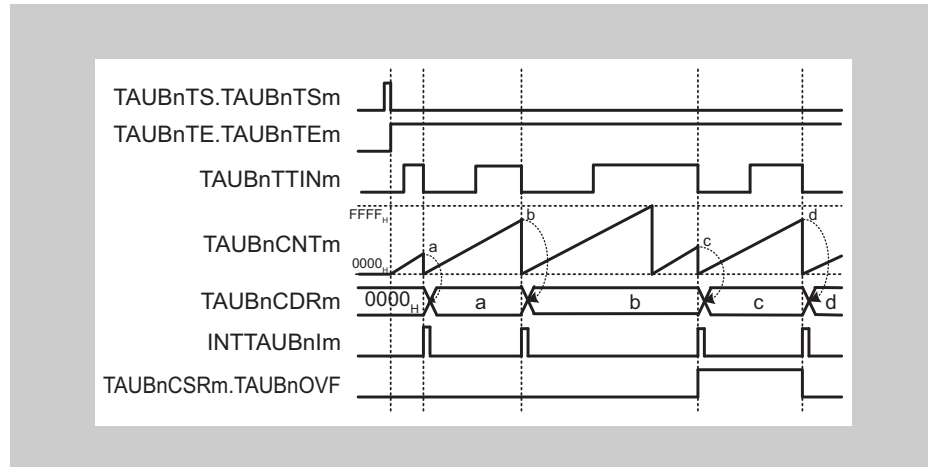 TAUBnTS.TAUBnTSm
TAUBnTE.TAUBnTEm
TAUBnTTINm
FFFFH
b
d
TAUBnCNTm
a
c
0000H
TAUBnCDRm
0000H
a
b
c
d
INTTAUBnIm
TAUBnCSRm.TAUBnOVF